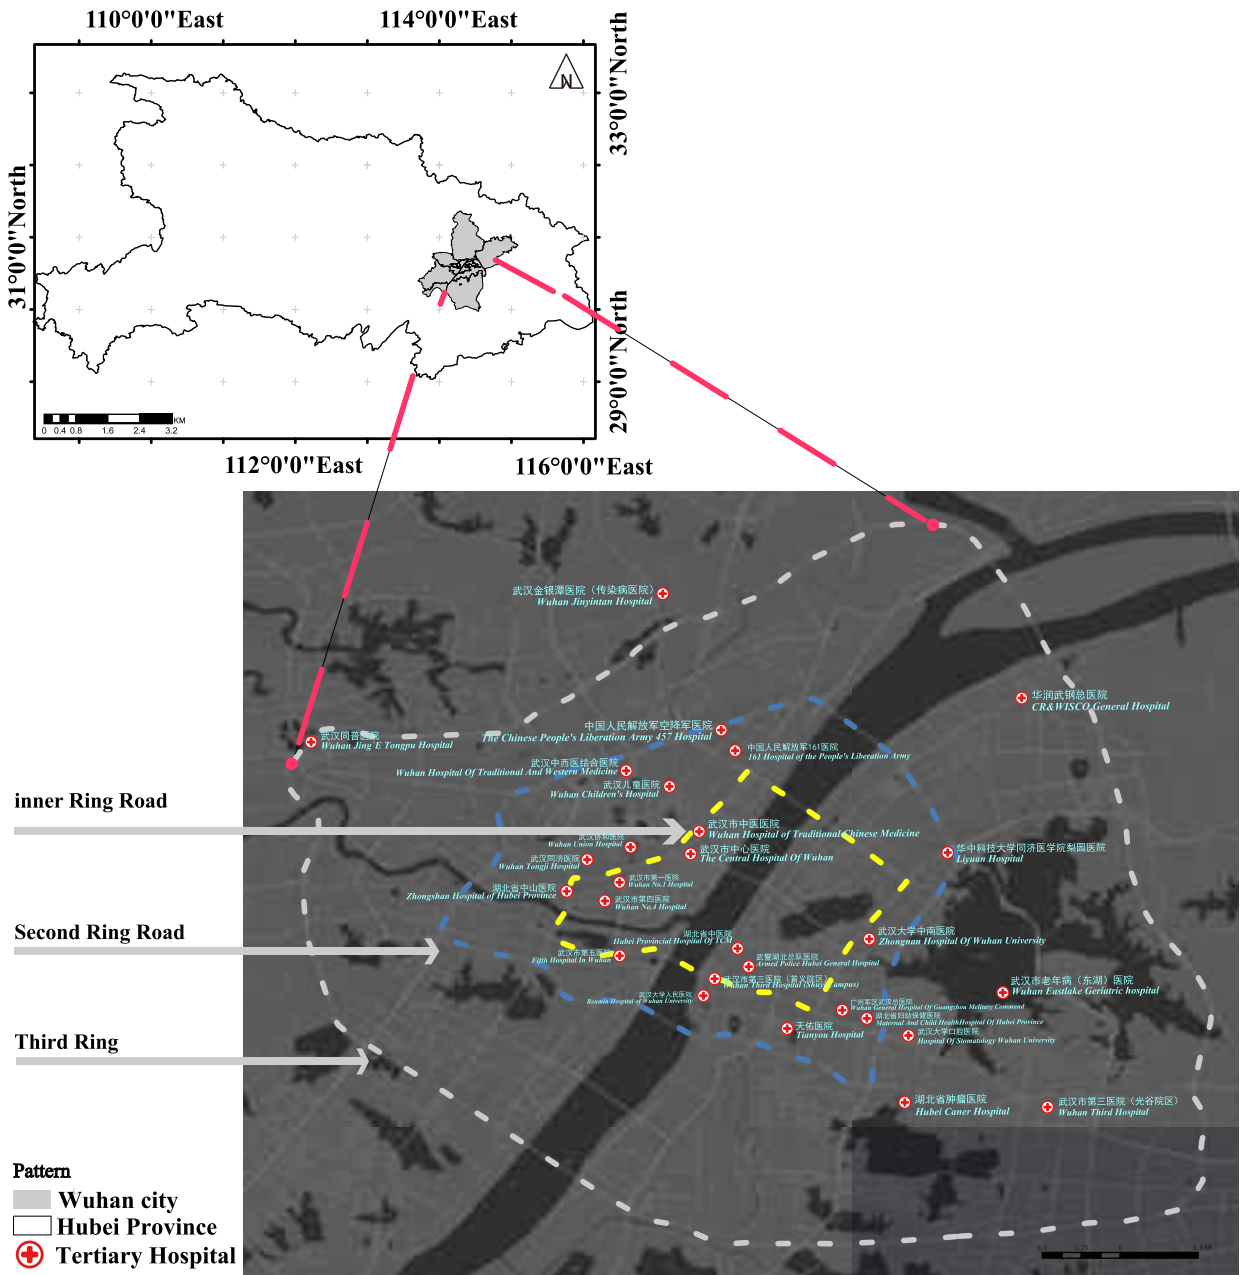 110°0'0"East
114°0'0"East
33°0'0"North
N
31°0'0"North
29°0'0"North
0 0.4 0.8 1.6 2.4 3.2
KM
112°0'0"East
116°0'0"East
武汉金银潭医院（传染病医院）
Wuhan Jinyintan Hospital
华润武钢总医院
CR&WISCO General Hospital
中国人民解放军空降军医院
The Chinese People's Liberation Army 457 Hospital
武汉同普医院
Wuhan Jing'E Tongpu Hospital
中国人民解放军161医院
161 Hospital of the People's Liberation Army
武汉中西医结合医院
Wuhan Hospital Of Traditional And Western Medicine
武汉儿童医院
Wuhan Children's Hospital
inner Ring Road
武汉市中医医院
Wuhan Hospital of Traditional Chinese Medicine
武汉协和医院
Wuhan Union Hospital
武汉市中心医院
The Central Hospital Of Wuhan
华中科技大学同济医学院梨园医院
Liyuan Hospital
武汉同济医院
Wuhan Tongji Hospital
武汉市第一医院
Wuhan No.1 Hospital
湖北省中山医院
Zhongshan Hospital of Hubei Province
武汉市第四医院
Wuhan No.4 Hospital
Second Ring Road
湖北省中医院
Hubei Provincial Hospital Of TCM
武汉大学中南医院
Zhongnan Hospital Of Wuhan University
武汉市第五医院
Fifth Hospital In Wuhan
武警湖北总队医院
Armed Police Hubei General Hospital
武汉市第三医院（首义院区）
Wuhan Third Hospital (Shuyi Campus)
武汉市老年病（东湖）医院
Wuhan Eastlake Geriatric hospital
武汉大学人民医院
Renmin Hospital of Wuhan University
广州军区武汉总医院
Wuhan General Hospital Of Guangzhou Melitary Command
湖北省妇幼保健医院
Maternal And Child HealthHospital Of Hubei Province
天佑医院
Tianyou Hospital
武汉大学口腔医院
Hospital Of Stomatology Wuhan University
Third Ring
湖北省肿瘤医院
Hubei Caner Hospital
武汉市第三医院（光谷院区）
Wuhan Third Hospital
Pattern
Wuhan city
Hubei Province
Tertiary Hospital